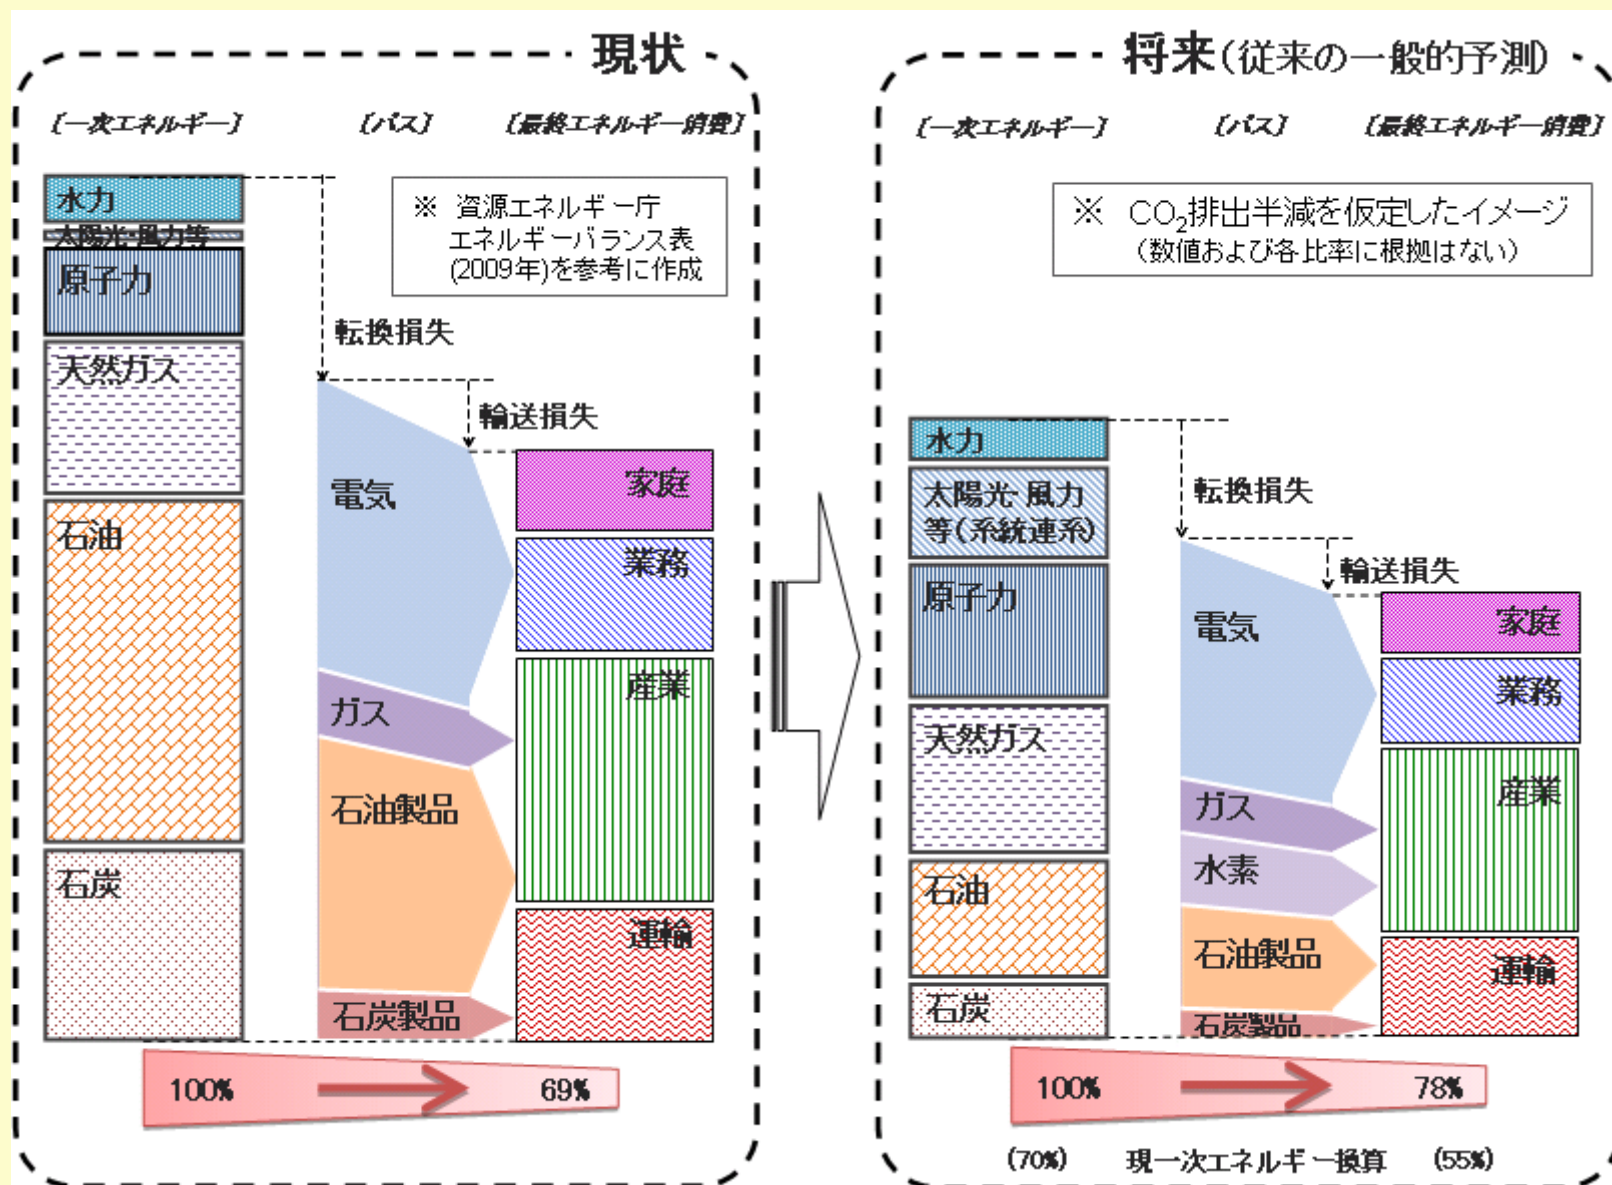 現状
〔一次エネルギー〕
〔パス〕
〔最終エネルギー消費〕
※ 資源エネルギー庁
エネルギーバランス表
(2009年)を参考に作成
水力
太陽光・風力等
原子力
天然ガス
石油
石炭
転換損失
輸送損失
電気
ガス
石油製品
石炭製品
家庭
業務
産業
運輸
100%
69%
将来(従来の一般的予測)
〔一次エネルギー〕
〔パス〕
〔最終エネルギー消費〕
※ CO₂排出半減を仮定したイメージ
(数値および各比率に根拠はない)
水力
太陽光・風力
等(系統連系)
原子力
天然ガス
石油
石炭
転換損失
輸送損失
電気
ガス
水素
石油製品
石炭製品
家庭
業務
産業
運輸
100%
78%
(70%) 現一次エネルギー換算 (55%)